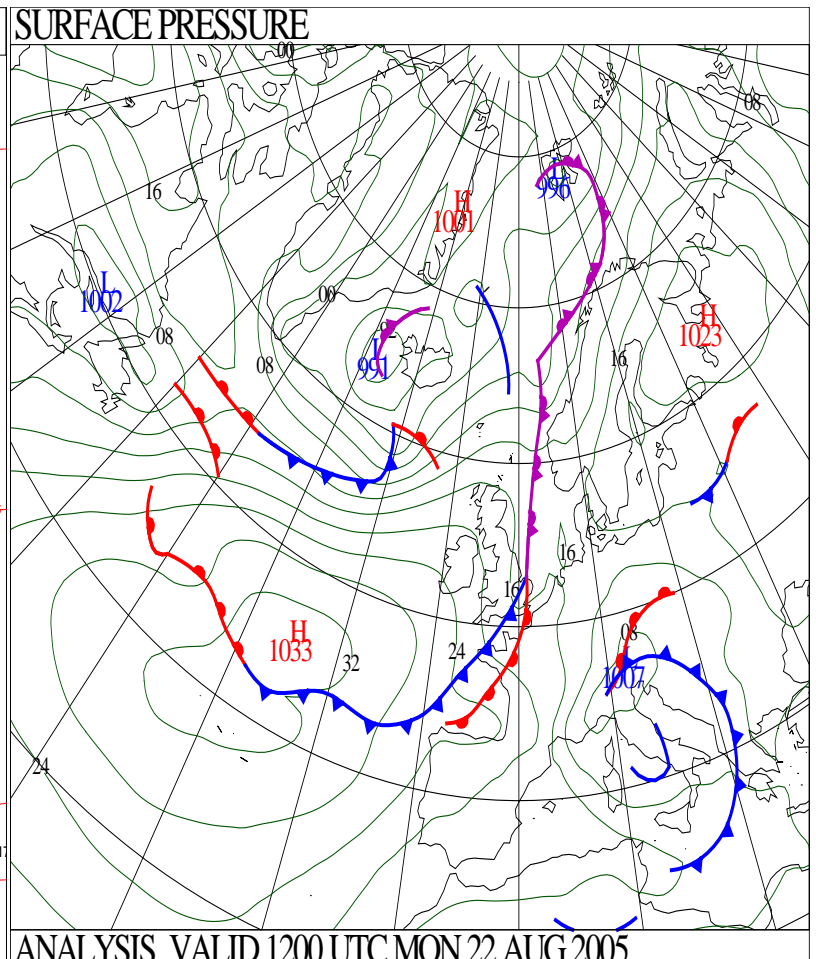 SURFACE PRESSURE
00
08
16
L
996
H
1001
L
1002
00
H
1023
08
08
L
991
16
16
16
H
1033
32
24
08
1007
24
ANALYSIS VALID 1200 UTC MON 22 AUG 2005